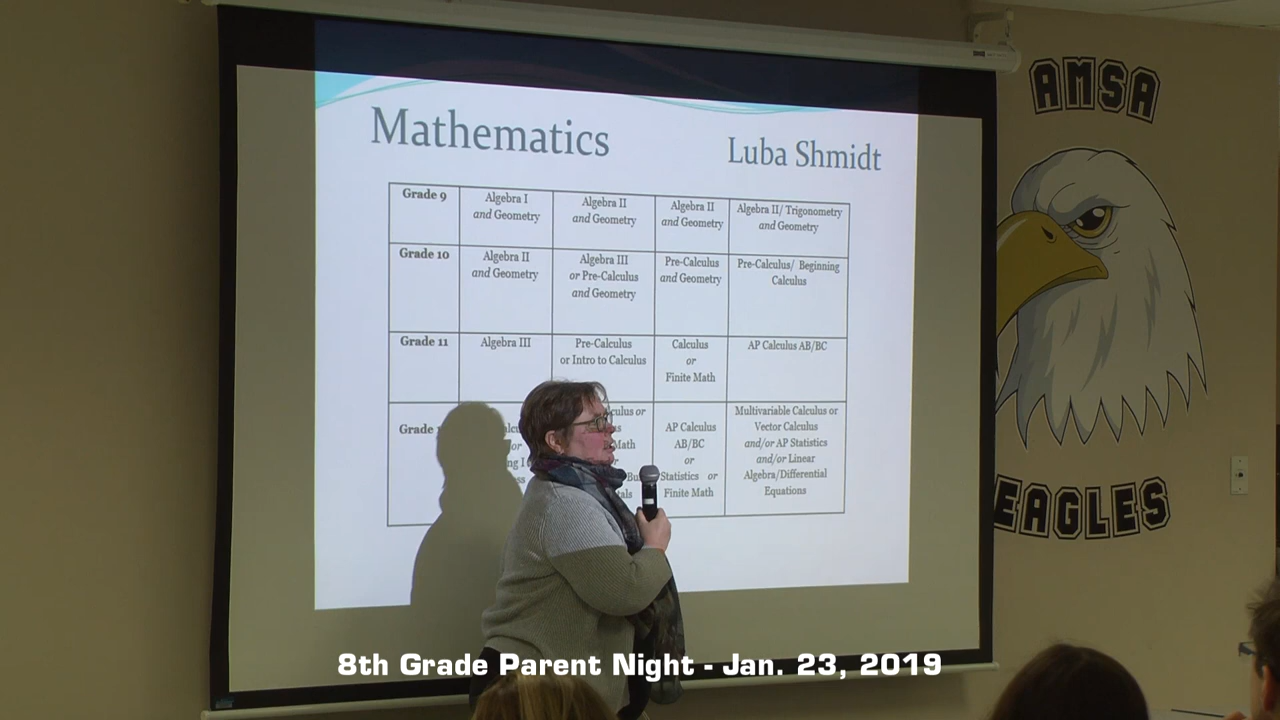 AMSA
Mathematics
Luba Shmidt
Grade 9
Algebra I
and Geometry
Algebra II
and Geometry
Algebra II
and Geometry
Algebra II/ Trigonometry
and Geometry
Grade 10
Algebra II
and Geometry
Algebra III
or Pre-Calculus
and Geometry
Pre-Calculus
and Geometry
Pre-Calculus/ Beginning
Calculus
Grade 11
Algebra III
Pre-Calculus
or Intro to Calculus
Calculus
or
Finite Math
AP Calculus AB/BC
Grade
or
Math
AP Calculus
AB/BC
or
Statistics or
Finite Math
Multivariable Calculus or
Vector Calculus
and/or AP Statistics
and/or Linear
Algebra/Differential
Equations
EAGLES
8th Grade Parent Night - Jan. 23, 2019